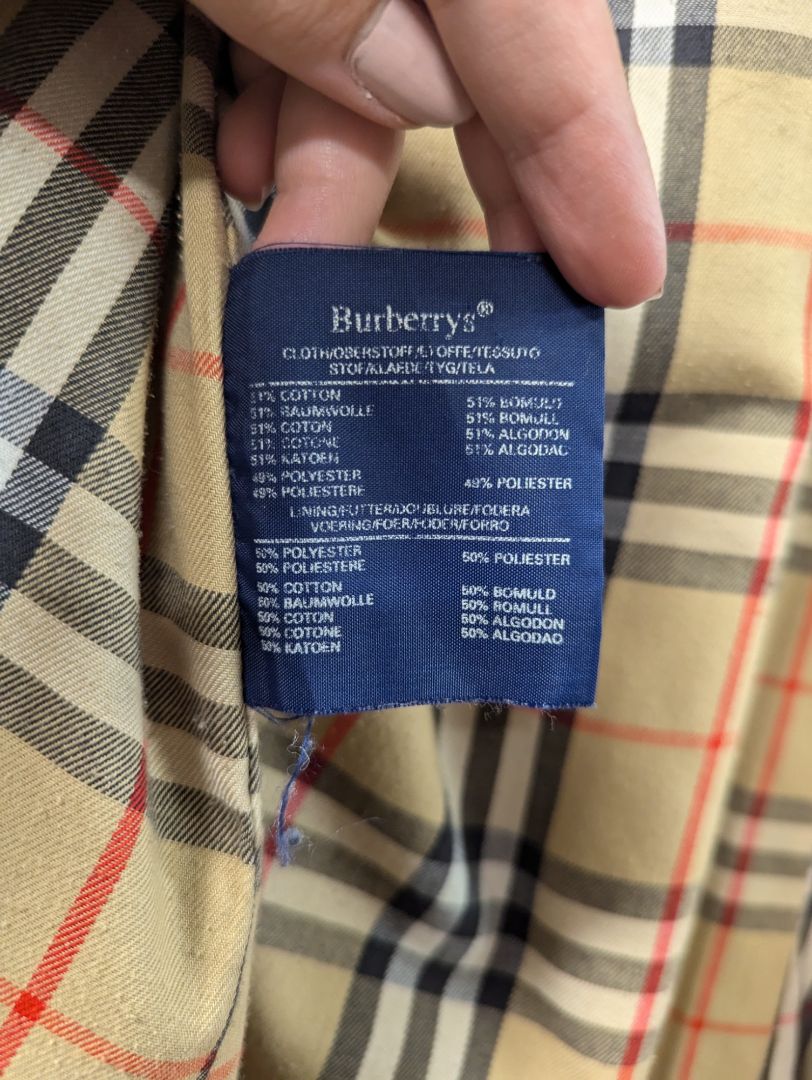 Burberrys®
CLOTH/OBERSTOFF/ETOFFE/TESSUTO
STOF/KLAEDE/TYG/TELA
51% COTTON
51% BAUMWOLLE
51% COTON
51% COTONE
51% KATOEN
49% POLYESTER
49% POLIESTERE
51% BOMULD
51% BOMULL
51% ALGODON
51% ALGODAO
49% POLIESTER
LINING/FUTTER/DOUBLURE/FODERA
VOERING/FOER/FODER/FORRO
50% POLYESTER
50% POLIESTERE
50% COTTON
50% BAUMWOLLE
50% COTON
50% COTONE
50% KATOEN
50% POLIESTER
50% BOMULD
50% BOMULL
50% ALGODON
50% ALGODAO